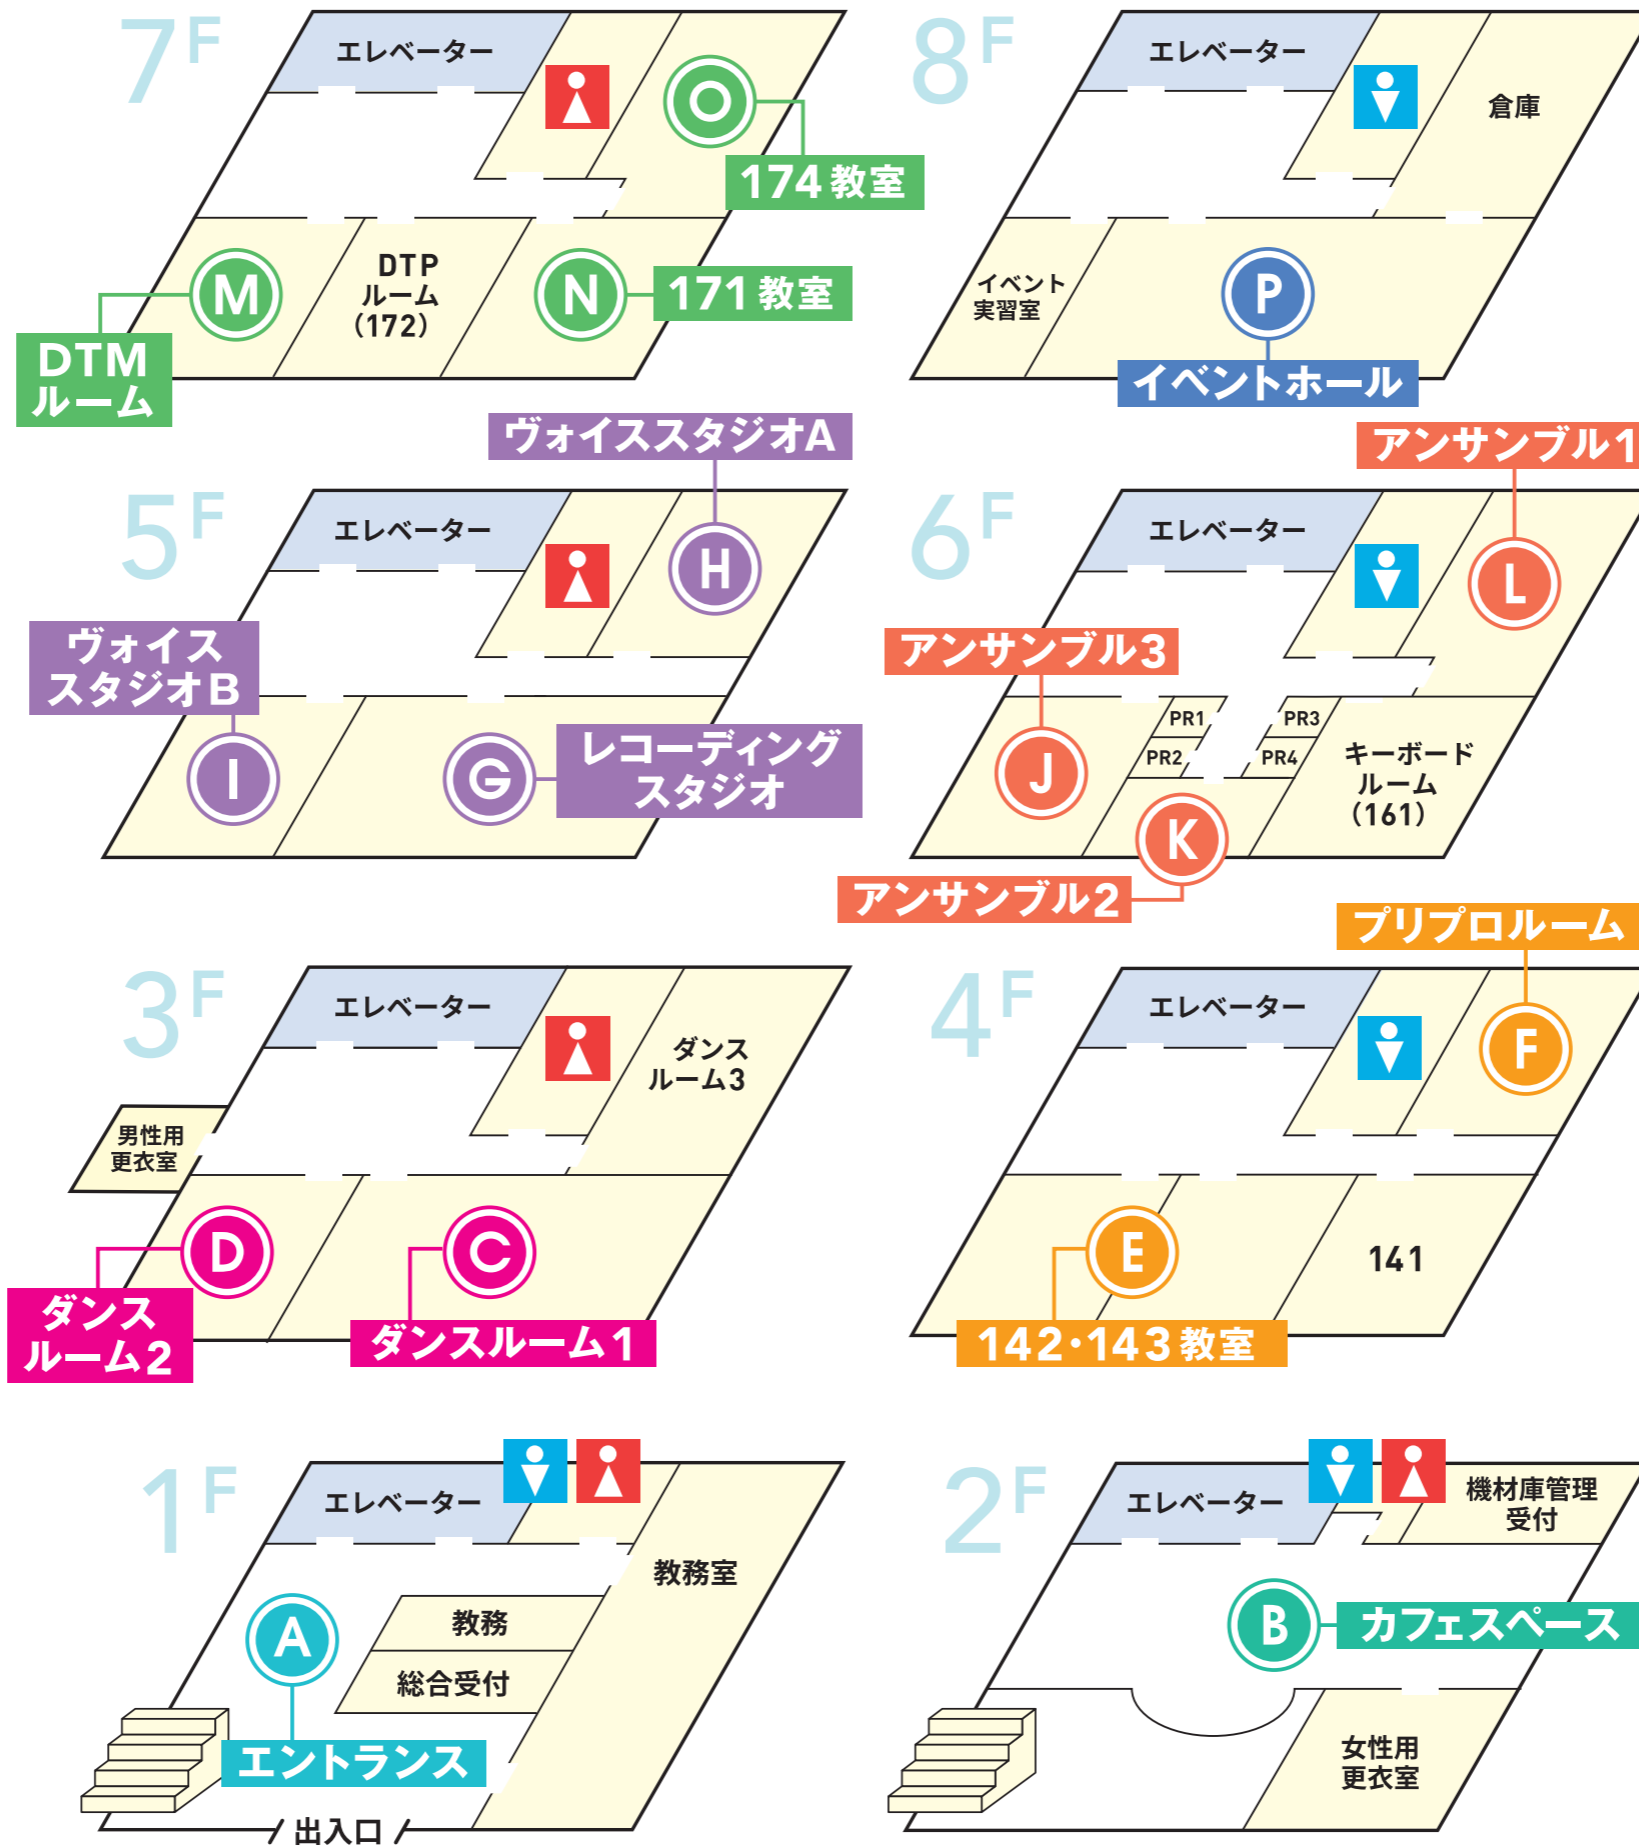 7F
エレベーター
O
174 教室
M
DTP
ルーム
(172)
N
171 教室
DTM
ルーム
8F
エレベーター
倉庫
イベント
実習室
P
イベントホール
5F
ヴォイススタジオA
エレベーター
H
ヴォイス
スタジオB
I
G
レコーディング
スタジオ
6F
アンサンブル1
エレベーター
L
アンサンブル3
PR1
PR2
PR3
PR4
J
キーボード
ルーム
(161)
K
アンサンブル2
3F
エレベーター
ダンス
ルーム3
男性用
更衣室
D
C
ダンス
ルーム2
ダンスルーム1
4F
プリプロルーム
エレベーター
F
E
141
142・143 教室
1F
エレベーター
教務室
教務
総合受付
A
エントランス
出入口
2F
エレベーター
機材庫管理
受付
B
カフェスペース
女性用
更衣室